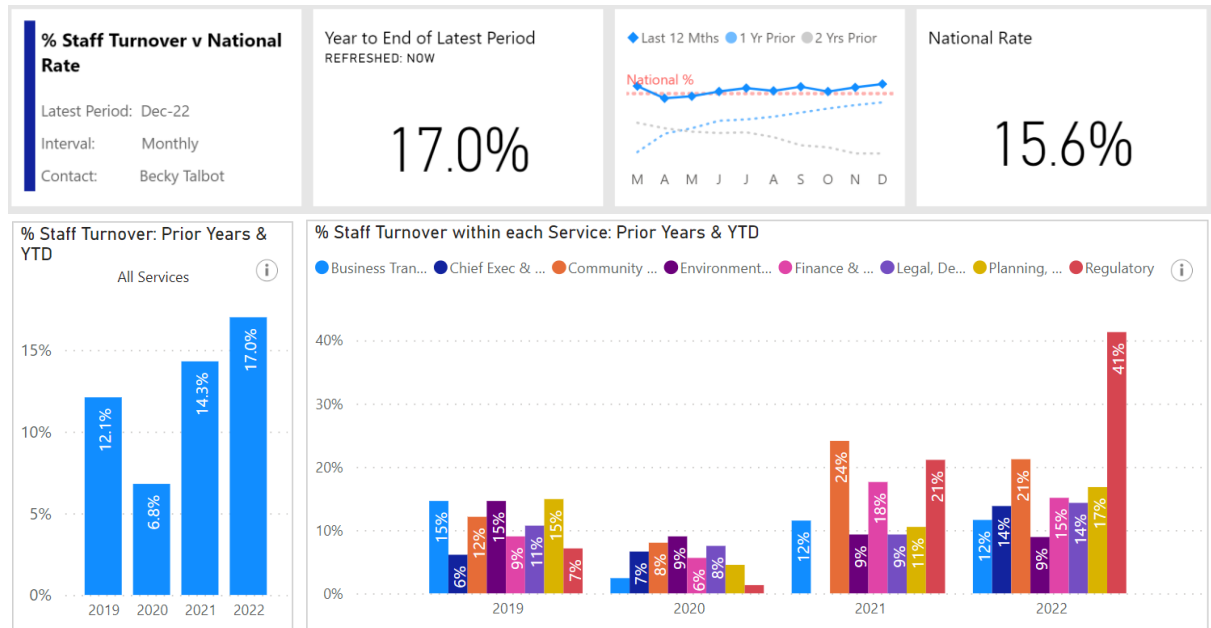 % Staff Turnover v National
Rate
Latest Period: Dec-22
Interval: Monthly
Contact: Becky Talbot
Year to End of Latest Period
REFRESHED: NOW
17.0%
Last 12 Mths 1 Yr Prior 2 Yrs Prior
National %
M A M J J A S O N D
National Rate
15.6%
% Staff Turnover: Prior Years &
YTD
All Services
i
15%
10%
5%
0%
12.1%
6.8%
14.3%
17.0%
2019 2020 2021 2022
% Staff Turnover within each Service: Prior Years & YTD
Business Tran... Chief Exec & ... Community ... Environment... Finance & ... Legal, De... Planning, ... Regulatory
i
40%
30%
20%
10%
0%
15% 6% 12% 15% 9% 11% 15% 7%
7% 8% 9% 6% 8%
12% 24% 9% 18% 9% 11% 21%
12% 14% 21% 9% 15% 14% 17% 41%
2019 2020 2021 2022